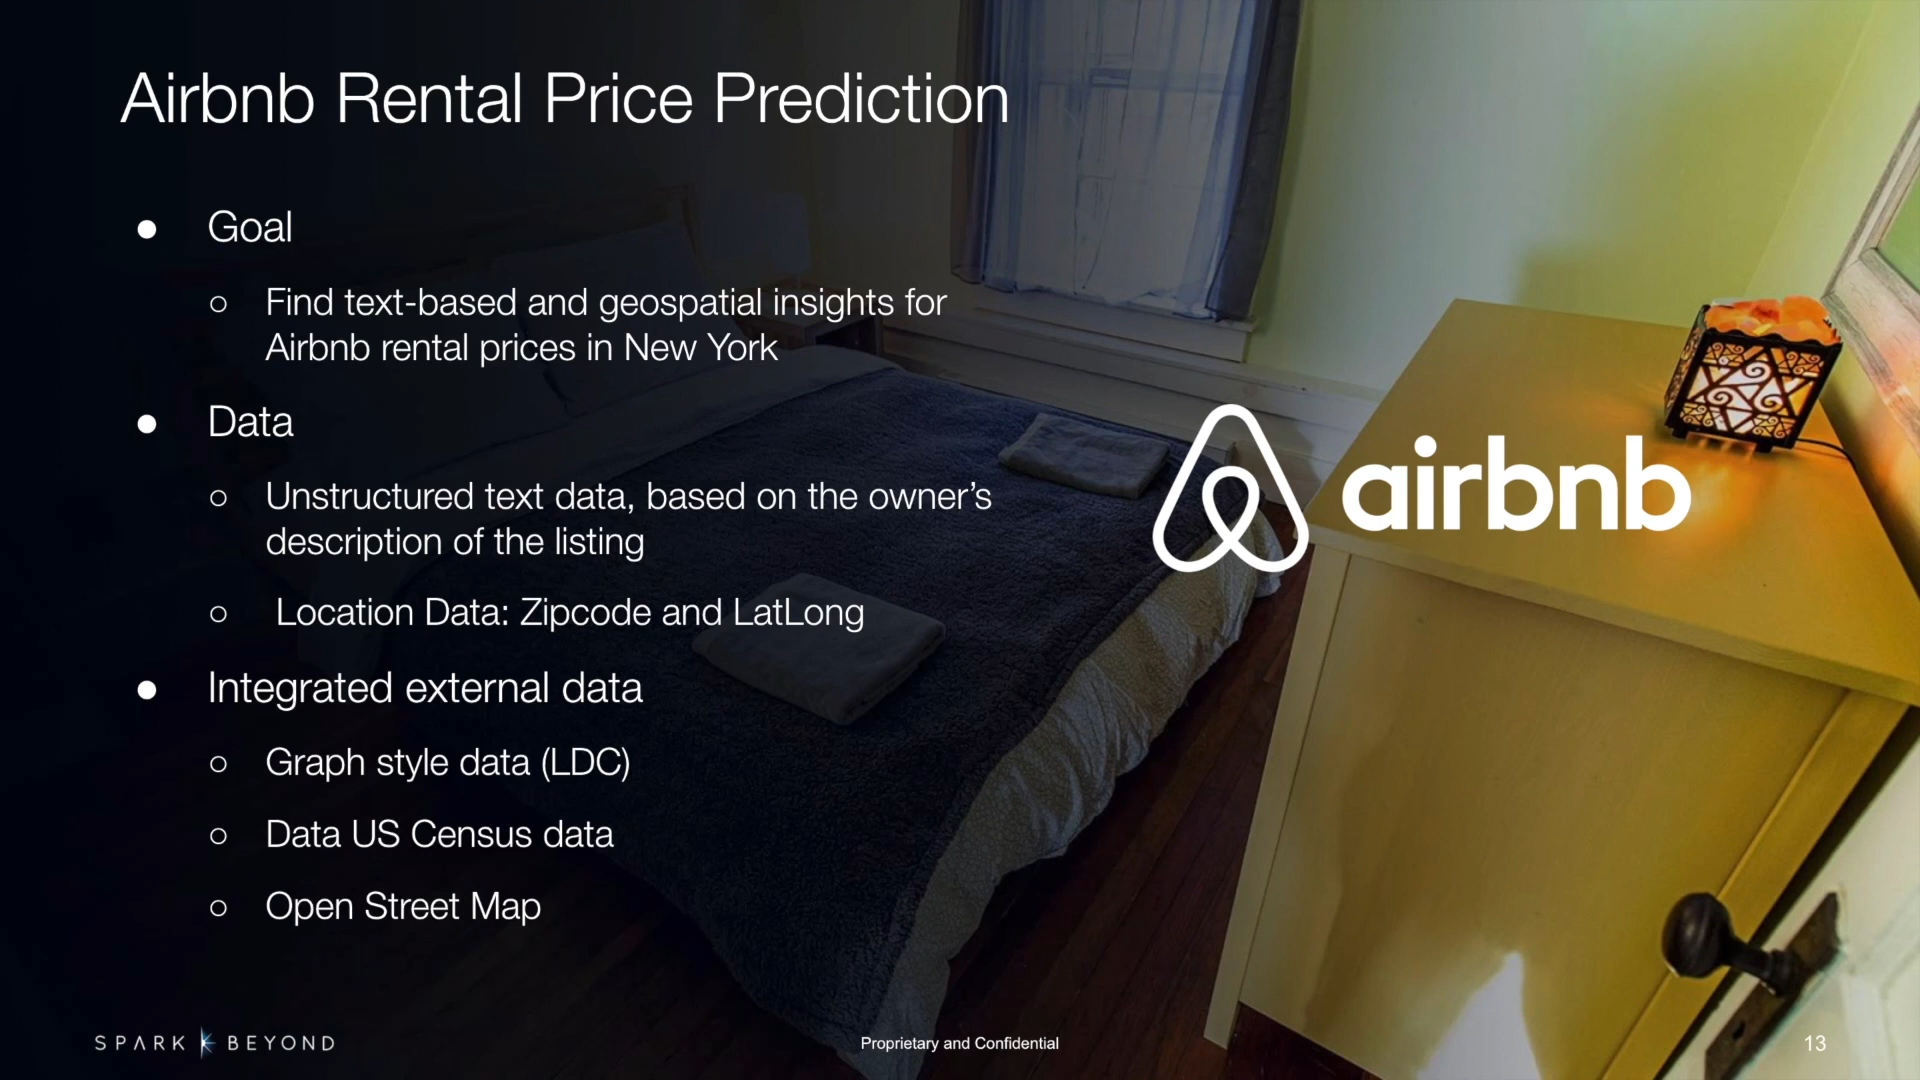 Airbnb Rental Price Prediction
● Goal
○ Find text-based and geospatial insights for
Airbnb rental prices in New York
● Data
○ Unstructured text data, based on the owner’s
description of the listing
○ Location Data: Zipcode and LatLong
● Integrated external data
○ Graph style data (LDC)
○ Data US Census data
○ Open Street Map
airbnb
SPARK BEYOND
Proprietary and Confidential
13